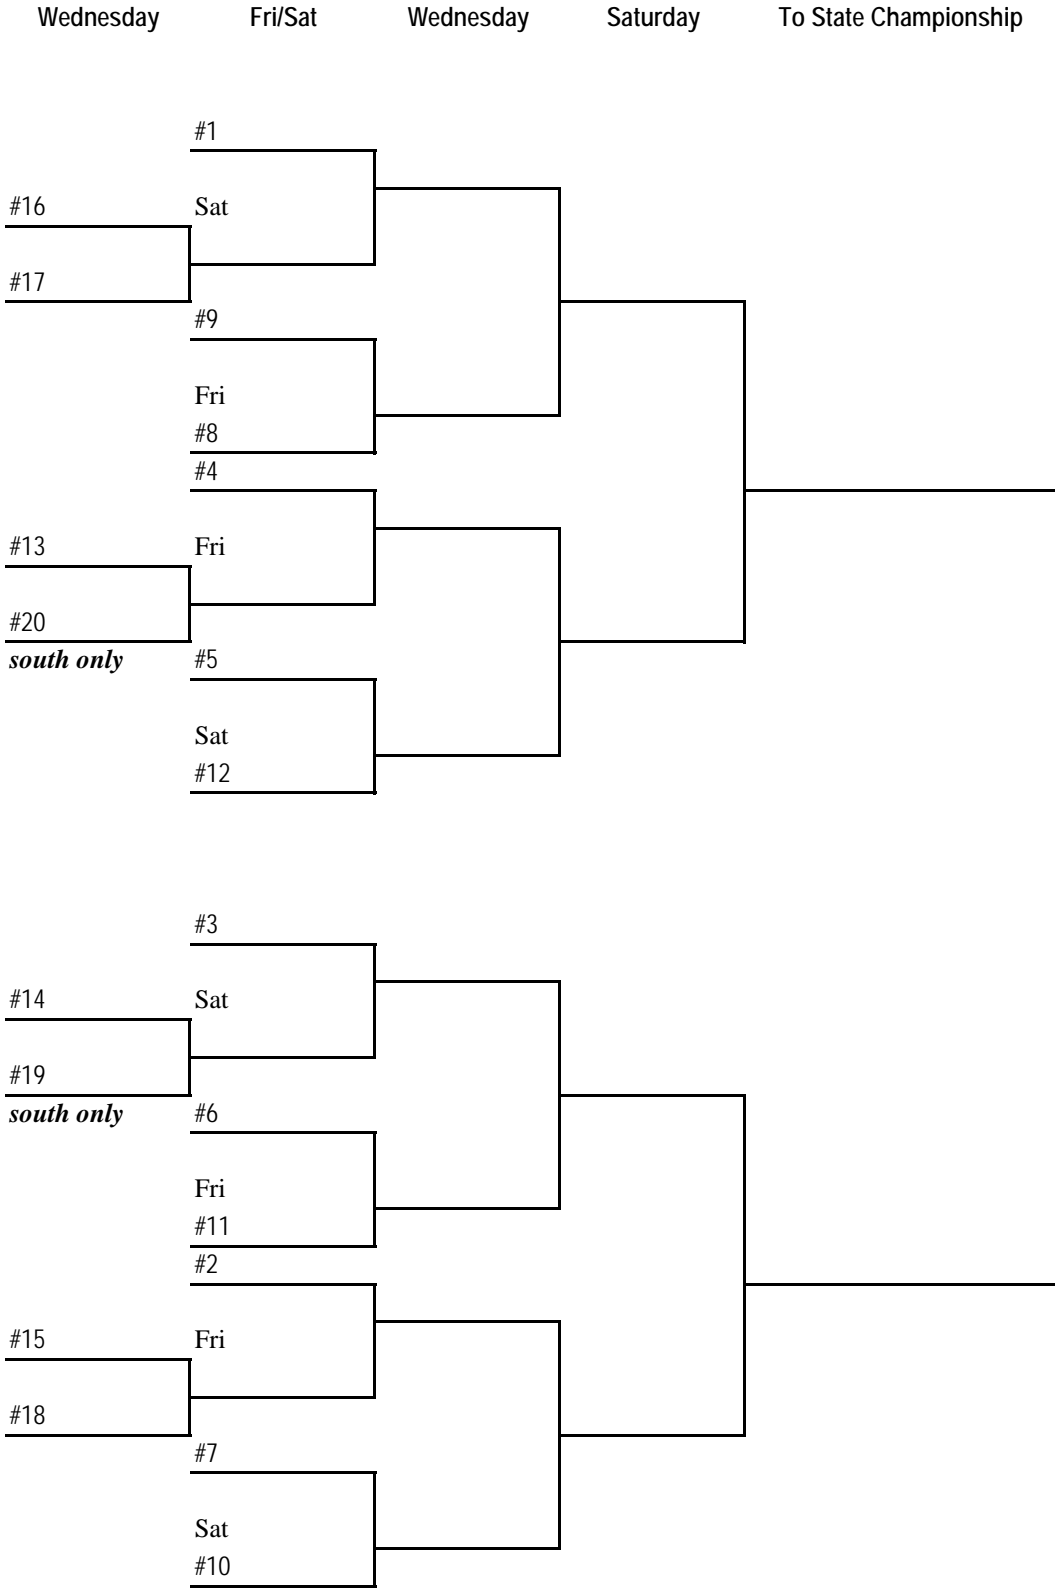 Wednesday Fri/Sat Wednesday Saturday To State Championship
#1
#16 Sat
#17
#9
Fri
#8
#4
#13 Fri
#20
south only #5
Sat
#12
#3
#14 Sat
#19
south only #6
Fri
#11
#2
#15 Fri
#18
#7
Sat
#10